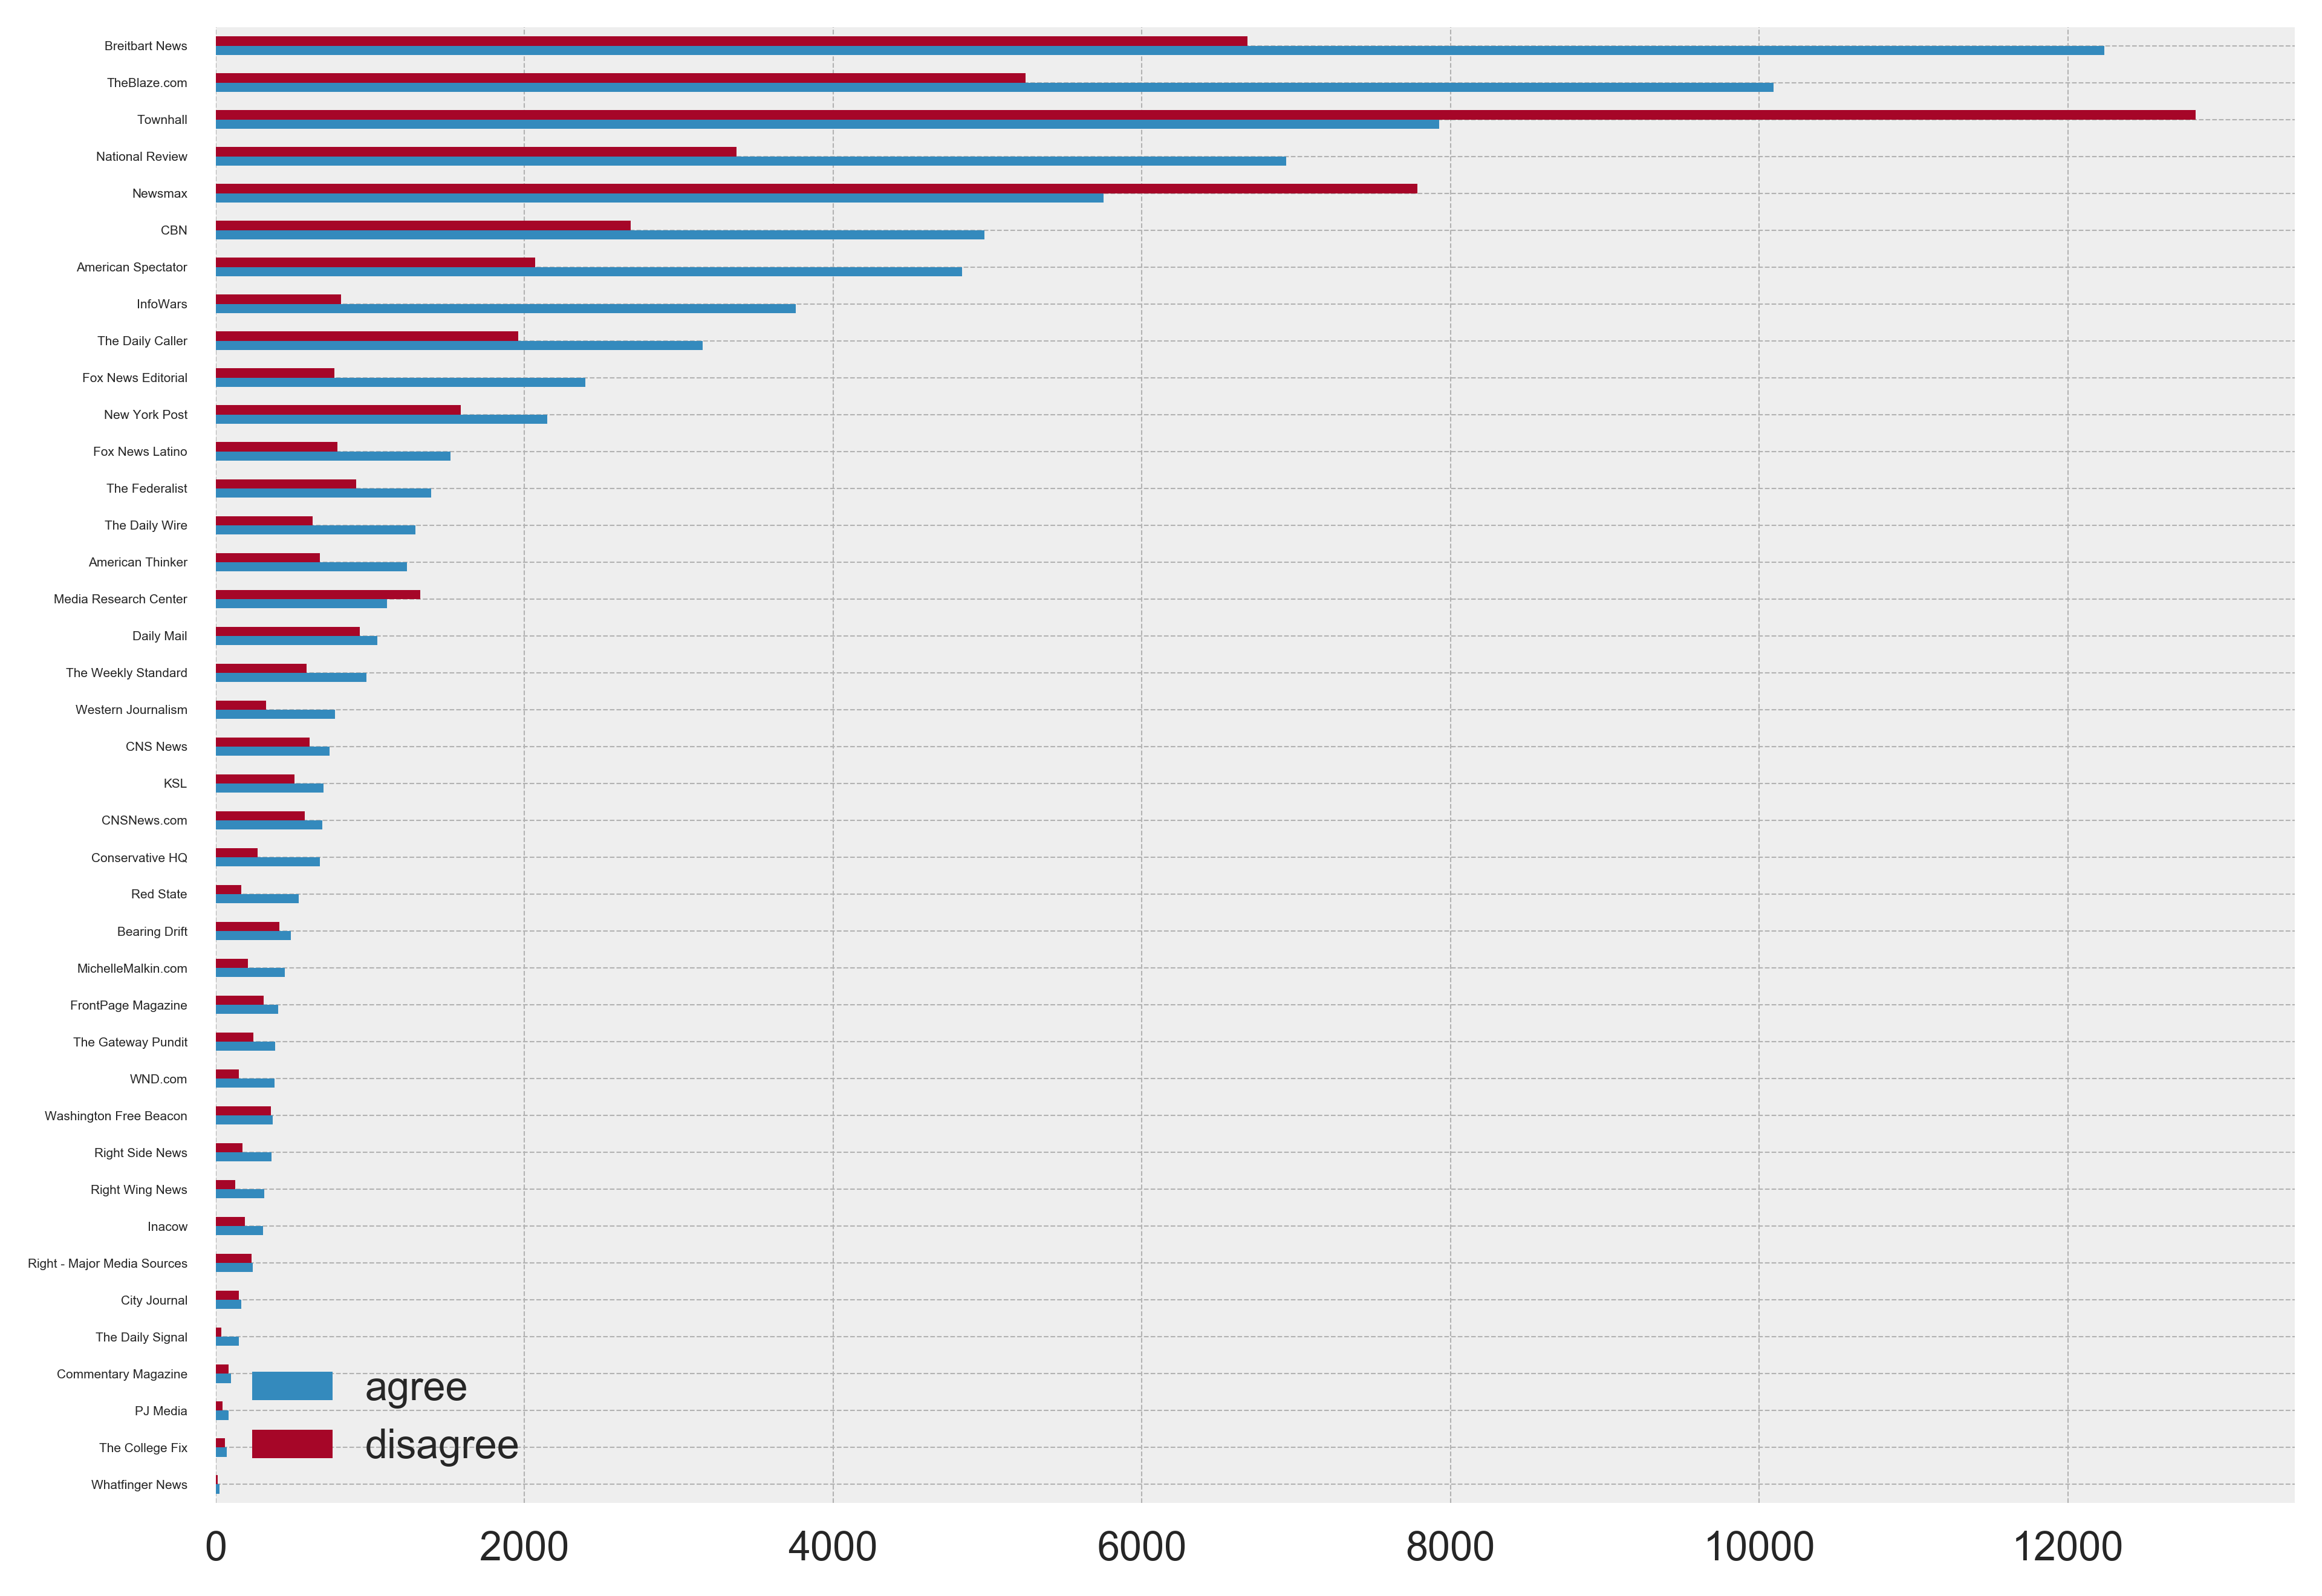 Breitbart News
TheBlaze.com
Townhall
National Review
Newsmax
CBN
American Spectator
InfoWars
The Daily Caller
Fox News Editorial
New York Post
Fox News Latino
The Federalist
The Daily Wire
American Thinker
Media Research Center
Daily Mail
The Weekly Standard
Western Journalism
CNS News
KSL
CNSNews.com
Conservative HQ
Red State
Bearing Drift
MichelleMalkin.com
FrontPage Magazine
The Gateway Pundit
WND.com
Washington Free Beacon
Right Side News
Right Wing News
Inacow
Right - Major Media Sources
City Journal
The Daily Signal
Commentary Magazine
PJ Media
The College Fix
Whatfinger News
agree
disagree
0 2000 4000 6000 8000 10000 12000